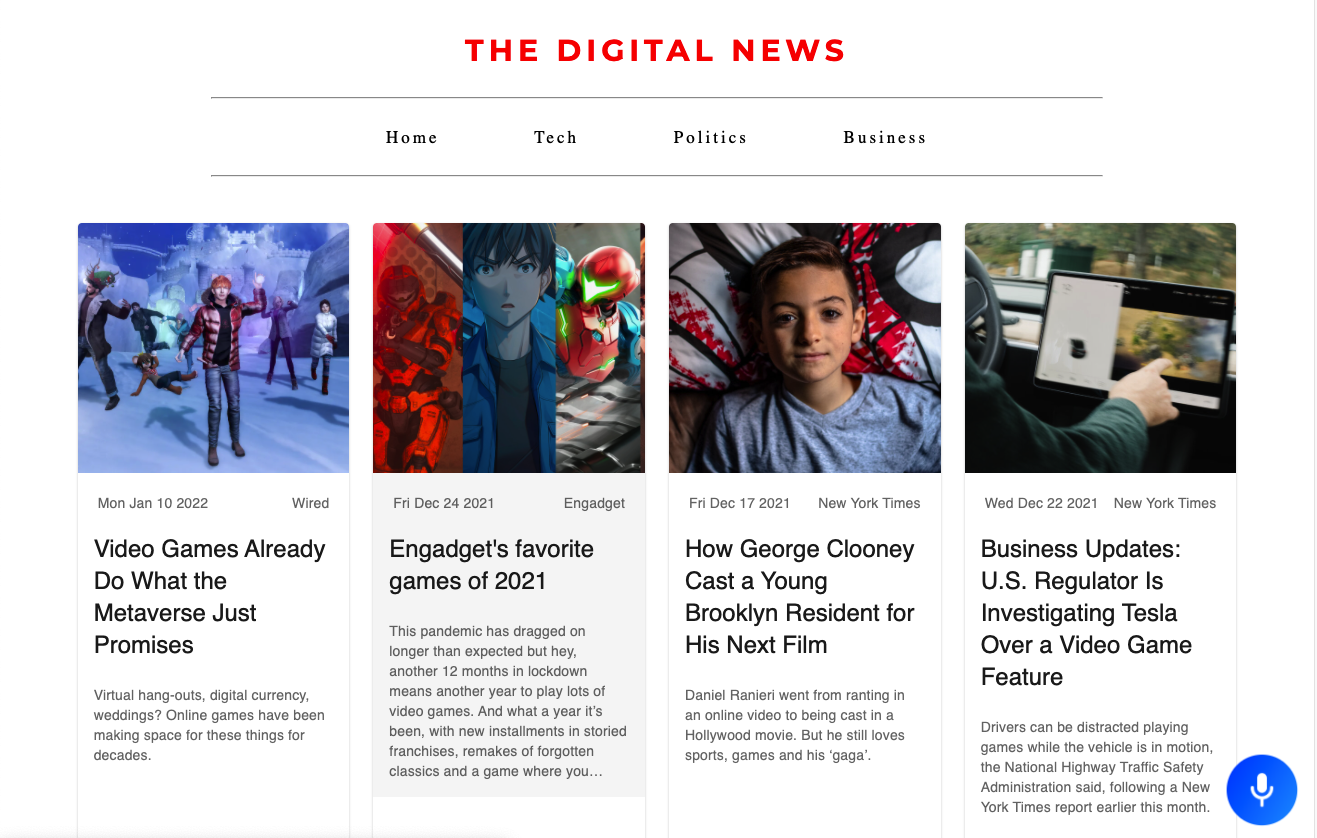 THE DIGITAL NEWS
Home Tech Politics Business
Mon Jan 10 2022 Wired
Video Games Already
Do What the
Metaverse Just
Promises
Virtual hang-outs, digital currency,
weddings? Online games have been
making space for these things for
decades.
Fri Dec 24 2021 Engadget
Engadget's favorite
games of 2021
This pandemic has dragged on
longer than expected but hey,
another 12 months in lockdown
means another year to play lots of
video games. And what a year it’s
been, with new installments in storied
franchises, remakes of forgotten
classics and a game where you…
Fri Dec 17 2021 New York Times
How George Clooney
Cast a Young
Brooklyn Resident for
His Next Film
Daniel Ranieri went from ranting in
an online video to being cast in a
Hollywood movie. But he still loves
sports, games and his ‘gaga’.
Wed Dec 22 2021 New York Times
Business Updates:
U.S. Regulator Is
Investigating Tesla
Over a Video Game
Feature
Drivers can be distracted playing
games while the vehicle is in motion,
the National Highway Traffic Safety
Administration said, following a New
York Times report earlier this month.